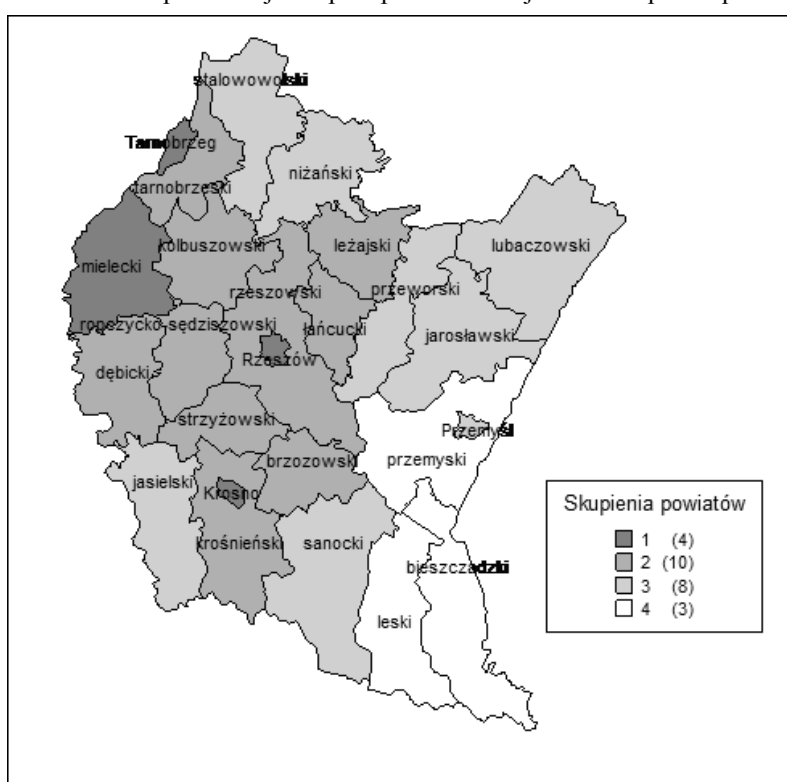 stalowowolski
Tarnobrzeg
tarnobrzeski
niżański
kolbuszowski
leżajski
lubaczowski
mielecki
rzeszowski
przeworski
ropczycko-sędziszowski
łańcucki
jarosławski
Rzeszów
dębicki
strzyżowski
Przemyśl
brzozowski
przemyski
jasielski
Krosno
krośnieński
sanocki
bieszczadzki
leski
Skupienia powiatów
1 (4)
2 (10)
3 (8)
4 (3)